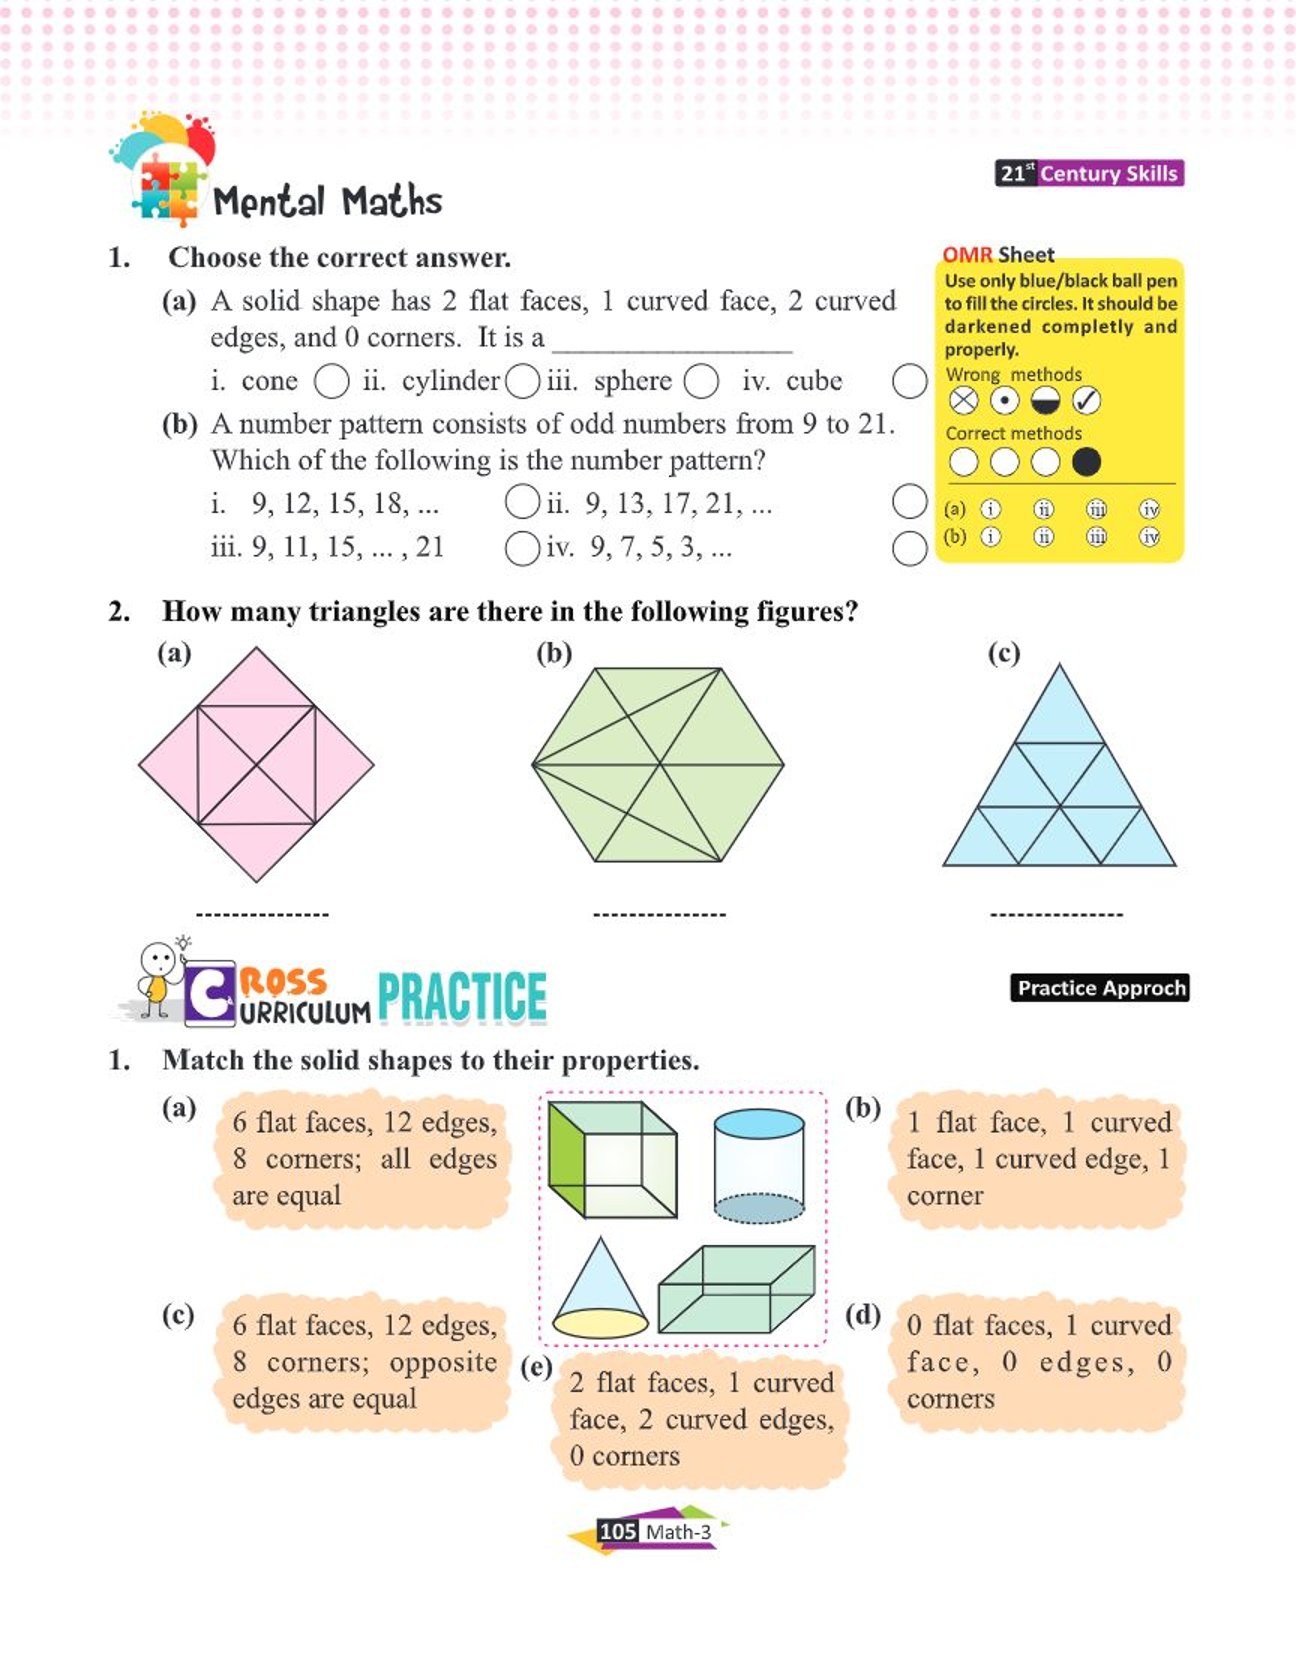 Mental Maths
21st Century Skills
1. Choose the correct answer.
(a) A solid shape has 2 flat faces, 1 curved face, 2 curved
edges, and 0 corners. It is a ________________
i. cone ii. cylinder iii. sphere iv. cube
(b) A number pattern consists of odd numbers from 9 to 21.
Which of the following is the number pattern?
i. 9, 12, 15, 18, ... ii. 9, 13, 17, 21, ...
iii. 9, 11, 15, ... , 21 iv. 9, 7, 5, 3, ...
OMR Sheet
Use only blue/black ball pen
to fill the circles. It should be
darkened completly and
properly.
Wrong methods
Correct methods
(a) i ii iii iv
(b) i ii iii iv
2. How many triangles are there in the following figures?
(a) (b) (c)
--------------- --------------- ---------------
CROSS
CURRICULUM PRACTICE
Practice Approch
1. Match the solid shapes to their properties.
(a) 6 flat faces, 12 edges,
8 corners; all edges
are equal
(b) 1 flat face, 1 curved
face, 1 curved edge, 1
corner
(c) 6 flat faces, 12 edges,
8 corners; opposite
edges are equal
(d) 0 flat faces, 1 curved
face, 0 edges, 0
corners
(e) 2 flat faces, 1 curved
face, 2 curved edges,
0 corners
105 Math-3